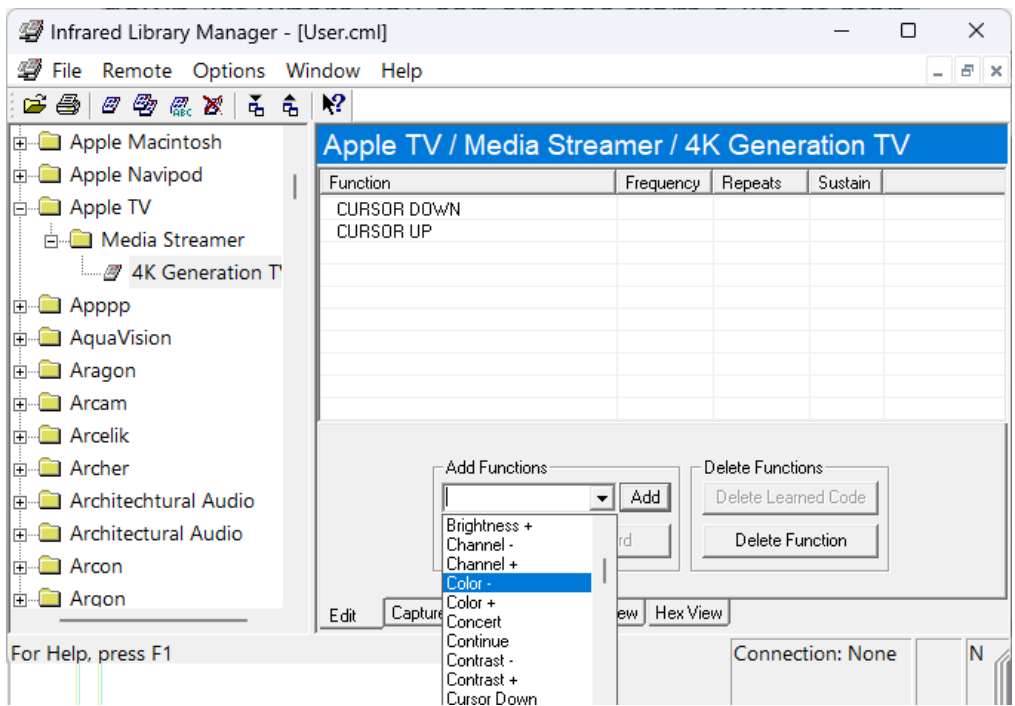 Infrared Library Manager - [User.cml]
File Remote Options Window Help
ABC
Apple Macintosh
Apple Navipod
Apple TV
Media Streamer
4K Generation T
Apppp
AquaVision
Aragon
Arcam
Arcelik
Archer
Architechtural Audio
Architectural Audio
Arcon
Argon
Apple TV / Media Streamer / 4K Generation TV
Function Frequency Repeats Sustain
CURSOR DOWN
CURSOR UP
Add Functions
Add
Brightness +
Channel -
Channel +
Color -
Color +
Concert
Continue
Contrast -
Contrast +
Cursor Down
Delete Functions
Delete Learned Code
Delete Function
Edit Capture Hex View
For Help, press F1
Connection: None N